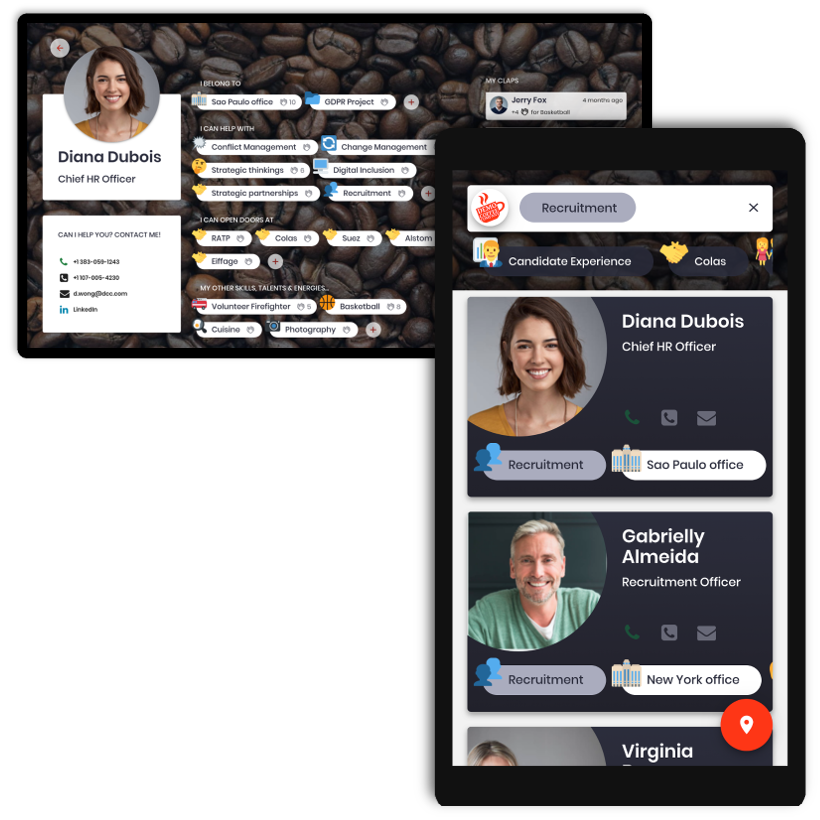 Diana Dubois
Chief HR Officer
CAN I HELP YOU? CONTACT ME!
+1 383-059-1243
+1 107-005-4230
d.wong@dcc.com
LinkedIn
I BELONG TO
Sao Paulo office 10
GDPR Project
+
I CAN HELP WITH
Conflict Management
Change Management
Strategic thinkings 6
Digital Inclusion
Strategic partnerships
Recruitment
+
I CAN OPEN DOORS AT
RATP
Colas
Suez
Alstom
Eiffage
+
MY OTHER SKILLS, TALENTS & ENERGIES...
Volunteer Firefighter 5
Basketball 8
Cuisine
Photography
+
MY CLAPS
Jerry Fox 4 months ago
+4 for Basketball
Recruitment
Candidate Experience
Colas
Diana Dubois
Chief HR Officer
Recruitment
Sao Paulo office
Gabrielly
Almeida
Recruitment Officer
Recruitment
New York office
Virginia